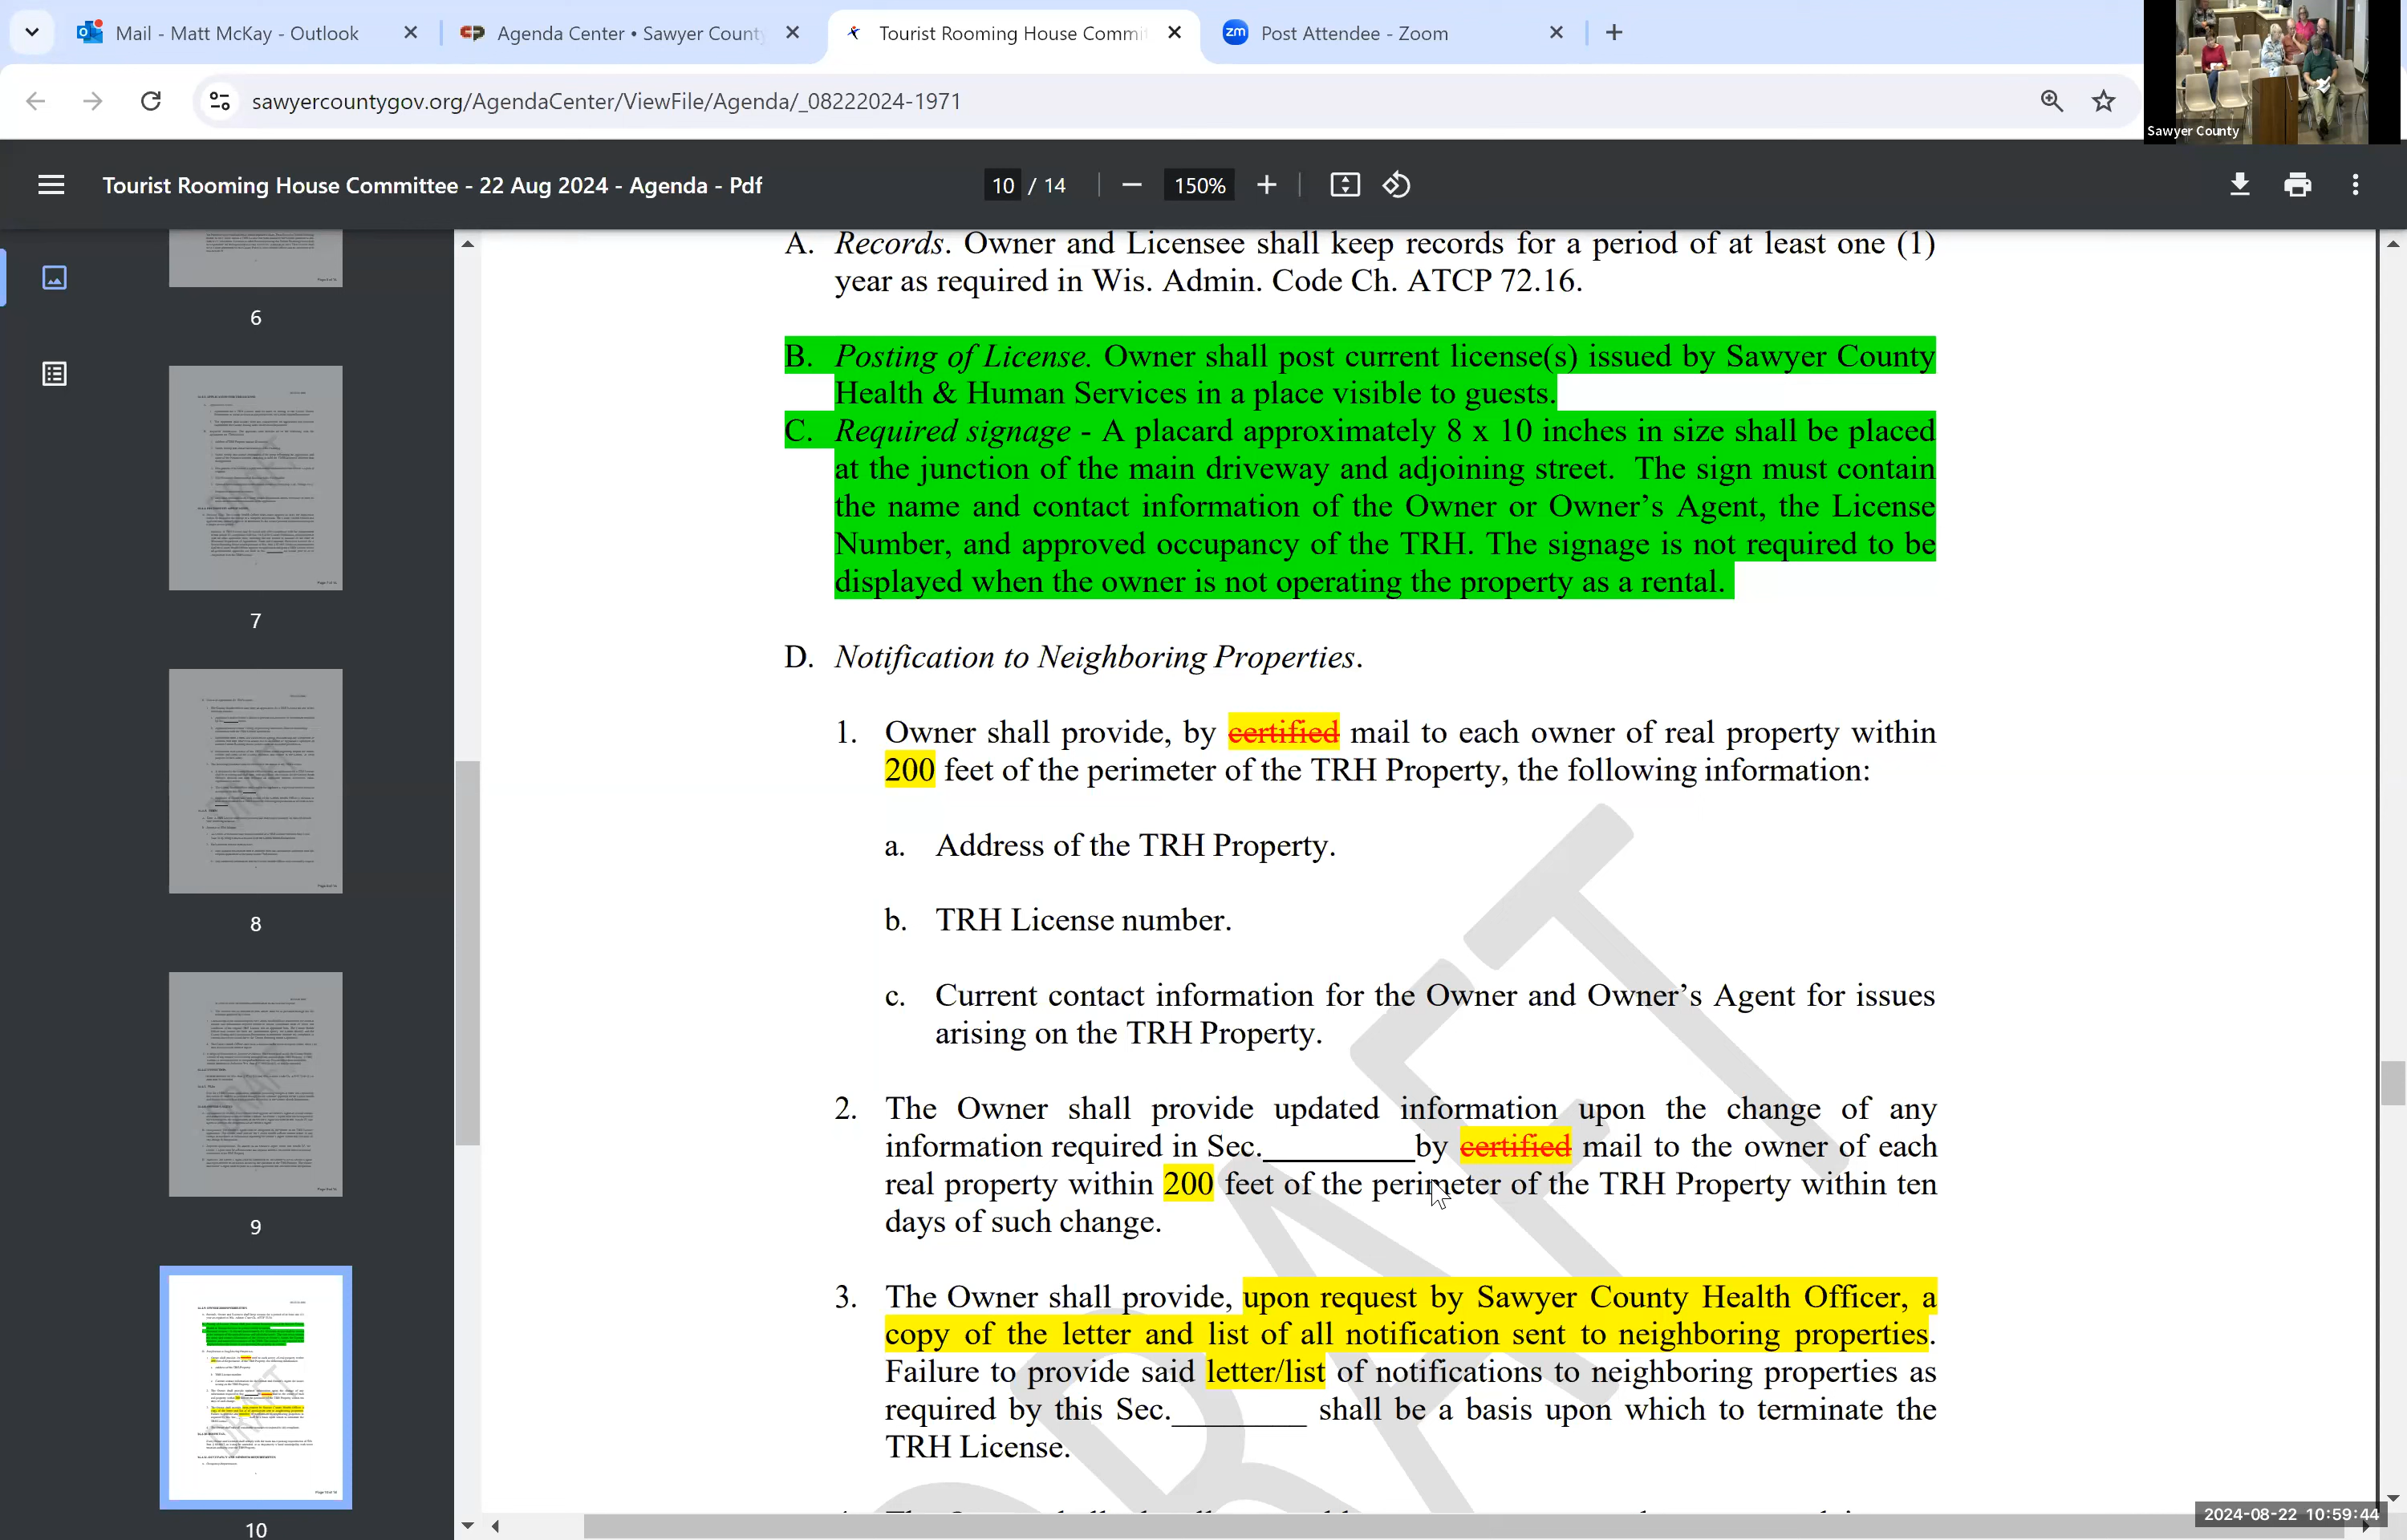 Mail - Matt McKay - Outlook
Agenda Center • Sawyer County
Tourist Rooming House Commi
zm Post Attendee - Zoom
sawyercountygov.org/AgendaCenter/ViewFile/Agenda/_08222024-1971
Sawyer County
Tourist Rooming House Committee - 22 Aug 2024 - Agenda - Pdf
10 / 14
150%
6
7
8
9
10
DRAFT
A. Records. Owner and Licensee shall keep records for a period of at least one (1)
year as required in Wis. Admin. Code Ch. ATCP 72.16.
B. Posting of License. Owner shall post current license(s) issued by Sawyer County
Health & Human Services in a place visible to guests.
C. Required signage - A placard approximately 8 x 10 inches in size shall be placed
at the junction of the main driveway and adjoining street. The sign must contain
the name and contact information of the Owner or Owner's Agent, the License
Number, and approved occupancy of the TRH. The signage is not required to be
displayed when the owner is not operating the property as a rental.
D. Notification to Neighboring Properties.
1. Owner shall provide, by certified mail to each owner of real property within
200 feet of the perimeter of the TRH Property, the following information:
a. Address of the TRH Property.
b. TRH License number.
c. Current contact information for the Owner and Owner's Agent for issues
arising on the TRH Property.
2. The Owner shall provide updated information upon the change of any
information required in Sec._________by certified mail to the owner of each
real property within 200 feet of the perimeter of the TRH Property within ten
days of such change.
3. The Owner shall provide, upon request by Sawyer County Health Officer, a
copy of the letter and list of all notification sent to neighboring properties.
Failure to provide said letter/list of notifications to neighboring properties as
required by this Sec.________ shall be a basis upon which to terminate the
TRH License.
2024-08-22 10:59:44